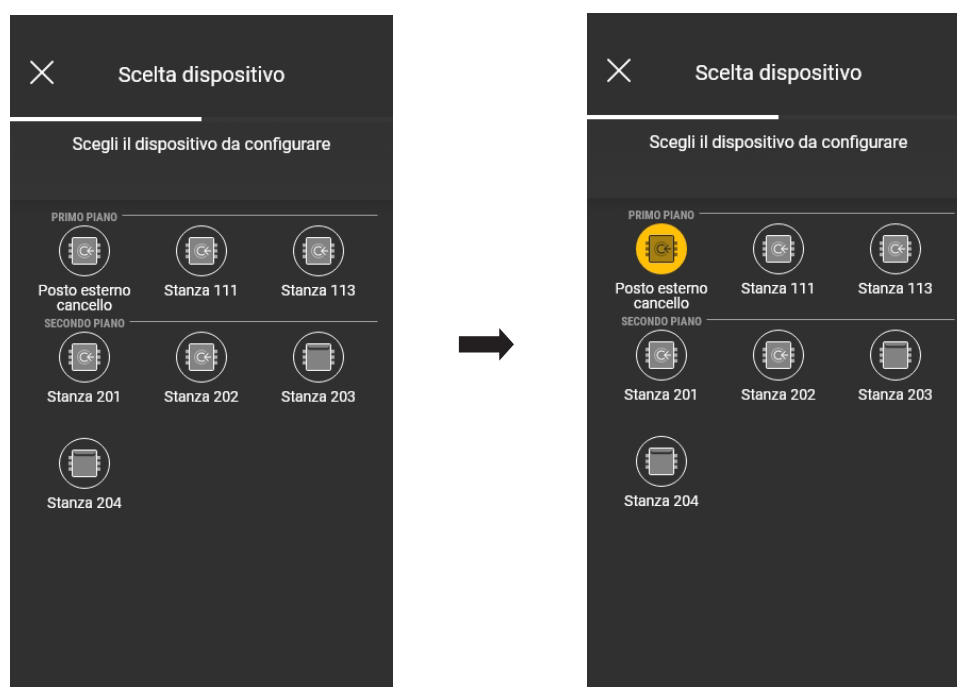 Scelta dispositivo
Scegli il dispositivo da configurare
PRIMO PIANO
Posto esterno
cancello
Stanza 111
Stanza 113
SECONDO PIANO
Stanza 201
Stanza 202
Stanza 203
Stanza 204
Scelta dispositivo
Scegli il dispositivo da configurare
PRIMO PIANO
Posto esterno
cancello
Stanza 111
Stanza 113
SECONDO PIANO
Stanza 201
Stanza 202
Stanza 203
Stanza 204